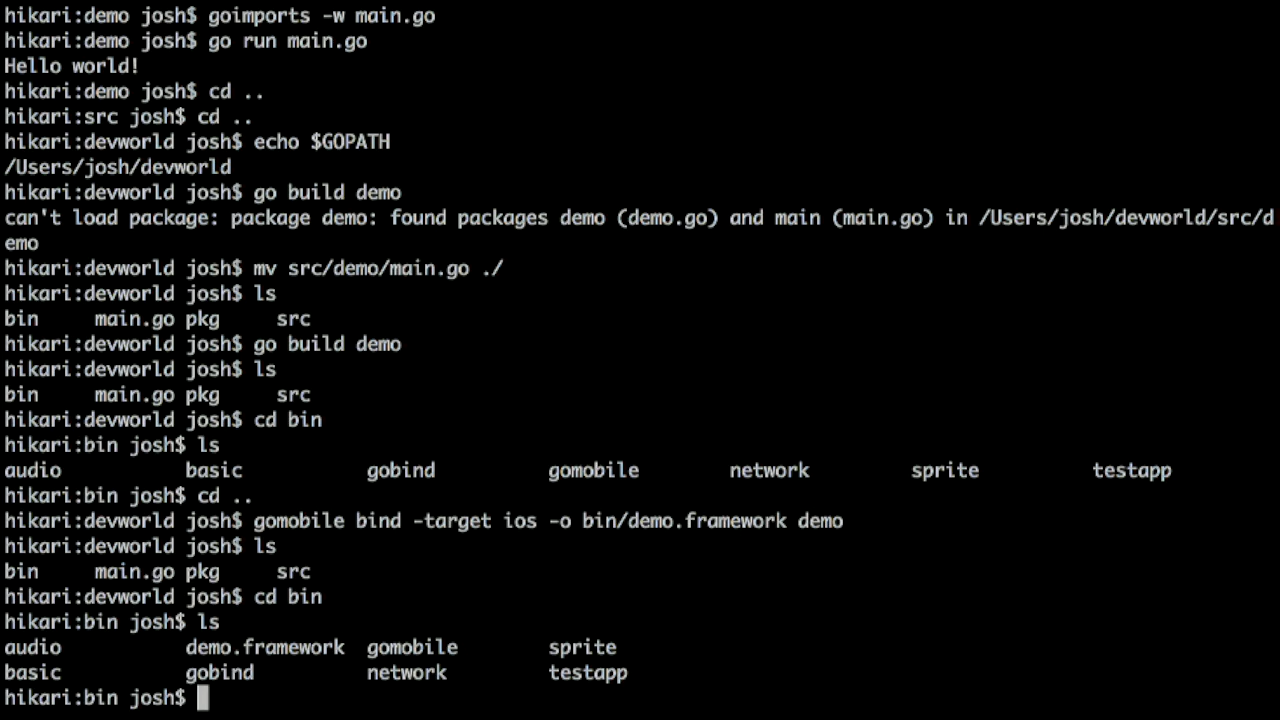 hikari:demo josh$ goimports -w main.go
hikari:demo josh$ go run main.go
Hello world!
hikari:demo josh$ cd ..
hikari:src josh$ cd ..
hikari:devworld josh$ echo $GOPATH
/Users/josh/devworld
hikari:devworld josh$ go build demo
can't load package: package demo: found packages demo (demo.go) and main (main.go) in /Users/josh/devworld/src/d
emo
hikari:devworld josh$ mv src/demo/main.go ./
hikari:devworld josh$ ls
bin     main.go pkg     src
hikari:devworld josh$ go build demo
hikari:devworld josh$ ls
bin     main.go pkg     src
hikari:devworld josh$ cd bin
hikari:bin josh$ ls
audio           basic           gobind          gomobile        network         sprite          testapp
hikari:bin josh$ cd ..
hikari:devworld josh$ gomobile bind -target ios -o bin/demo.framework demo
hikari:devworld josh$ ls
bin     main.go pkg     src
hikari:devworld josh$ cd bin
hikari:bin josh$ ls
audio           demo.framework  gomobile        sprite
basic           gobind          network         testapp
hikari:bin josh$